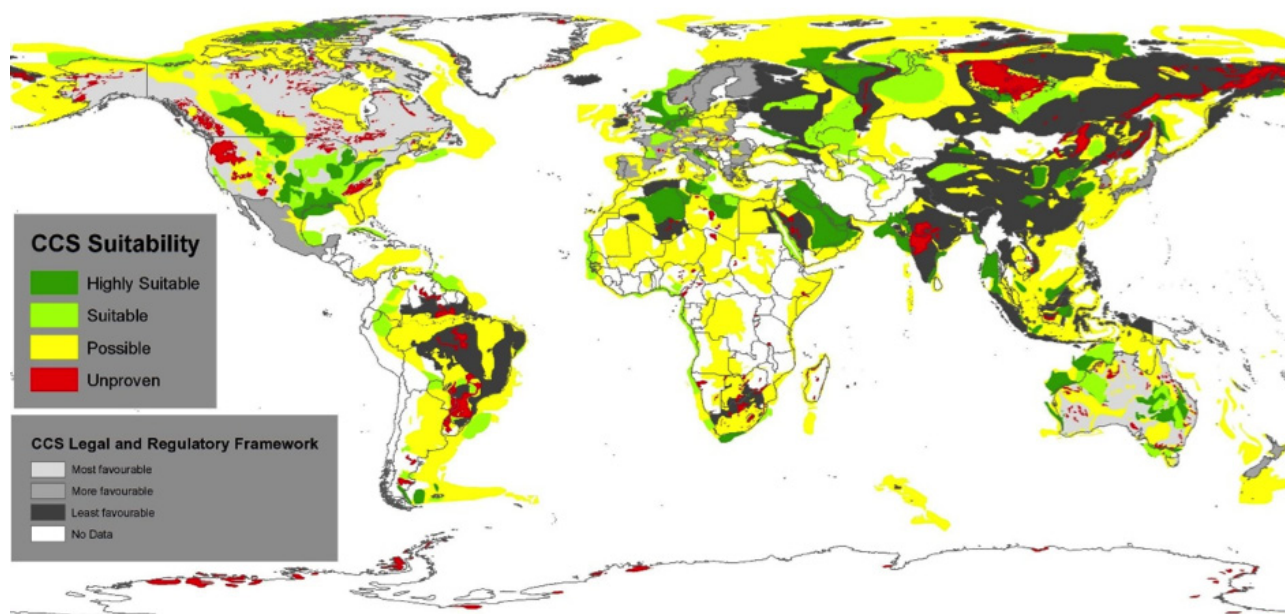 CCS Suitability
Highly Suitable
Suitable
Possible
Unproven
CCS Legal and Regulatory Framework
Most favourable
More favourable
Least favourable
No Data